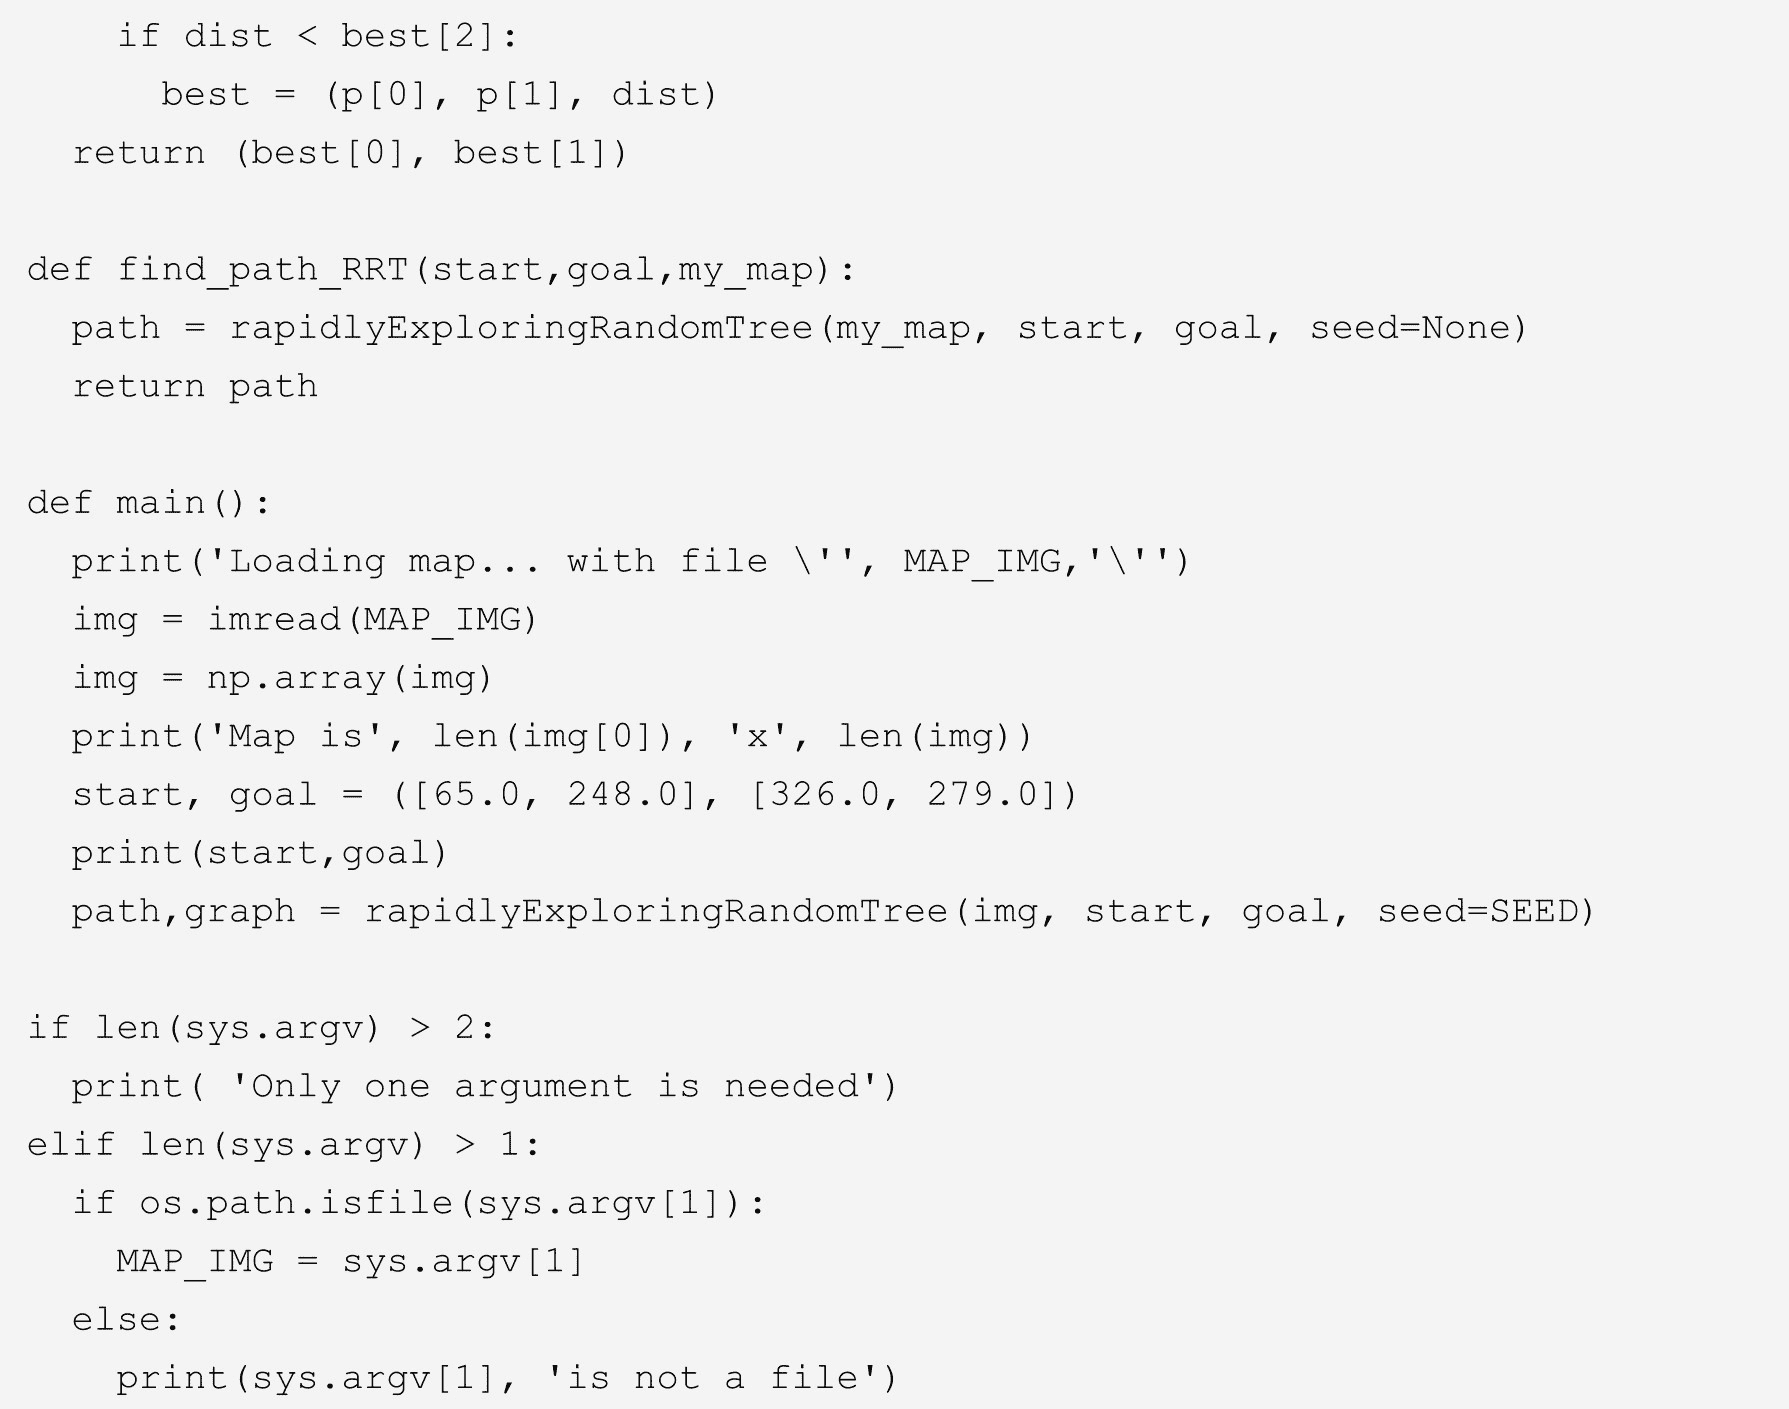 if dist < best[2]:
      best = (p[0], p[1], dist)
  return (best[0], best[1])

def find_path_RRT(start,goal,my_map):
  path = rapidlyExploringRandomTree(my_map, start, goal, seed=None)
  return path

def main():
  print('Loading map... with file \'', MAP_IMG,'\'')
  img = imread(MAP_IMG)
  img = np.array(img)
  print('Map is', len(img[0]), 'x', len(img))
  start, goal = ([65.0, 248.0], [326.0, 279.0])
  print(start,goal)
  path,graph = rapidlyExploringRandomTree(img, start, goal, seed=SEED)

if len(sys.argv) > 2:
  print( 'Only one argument is needed')
elif len(sys.argv) > 1:
  if os.path.isfile(sys.argv[1]):
    MAP_IMG = sys.argv[1]
  else:
    print(sys.argv[1], 'is not a file')